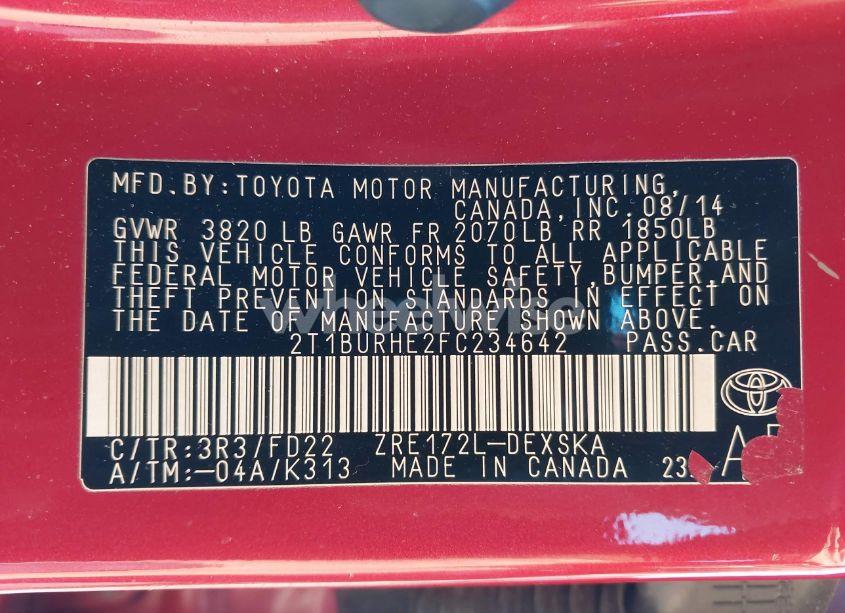 MFD.BY:TOYOTA MOTOR MANUFACTURING,
CANADA,INC. 08/14
GVWR 3820 LB GAWR FR 2070LB RR 1850LB
THIS VEHICLE CONFORMS TO ALL APPLICABLE
FEDERAL MOTOR VEHICLE SAFETY,BUMPER,AND
THEFT PREVENTION STANDARDS IN EFFECT ON
THE DATE OF MANUFACTURE SHOWN ABOVE.
2T1BURHE2FC234642 PASS.CAR
C/TR:3R3/FD22 ZRE172L-DEXSKA
A/TM:-04A/K313 MADE IN CANADA 23